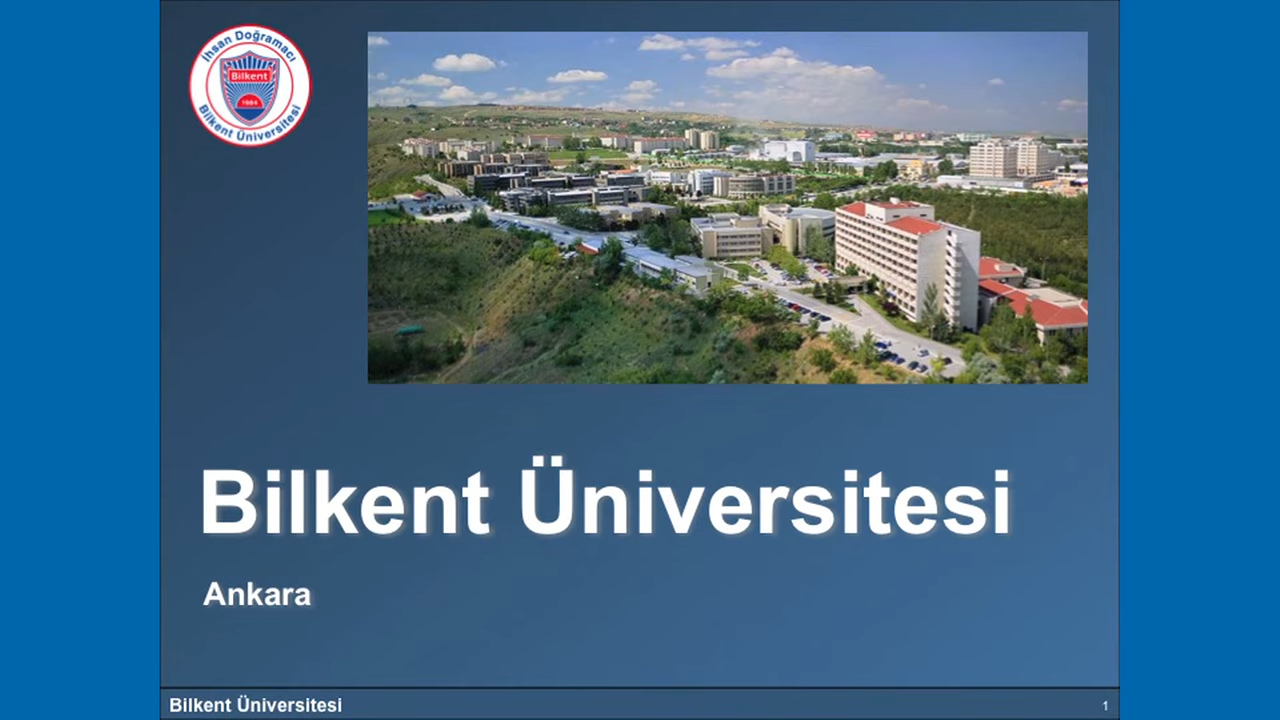 İhsan Doğramacı
Bilkent
1984
Bilkent Üniversitesi
Bilkent Üniversitesi
Ankara
Bilkent Üniversitesi
1